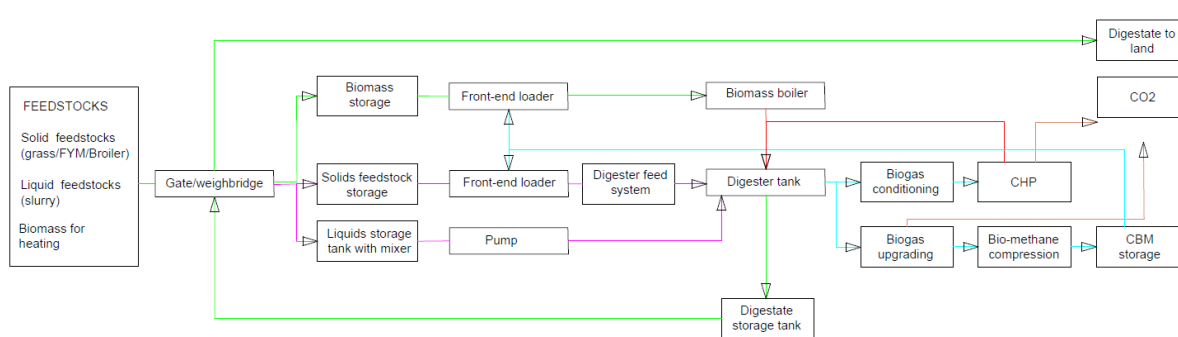 Digestate to
land
FEEDSTOCKS
Solid feedstocks
(grass/FYM/Broiler)
Liquid feedstocks
(slurry)
Biomass for
heating
Gate/weighbridge
Biomass
storage
Front-end loader
Biomass boiler
CO2
Solids feedstock
storage
Front-end loader
Digester feed
system
Digester tank
Biogas
conditioning
CHP
Liquids storage
tank with mixer
Pump
Biogas
upgrading
Bio-methane
compression
CBM
storage
Digestate
storage tank